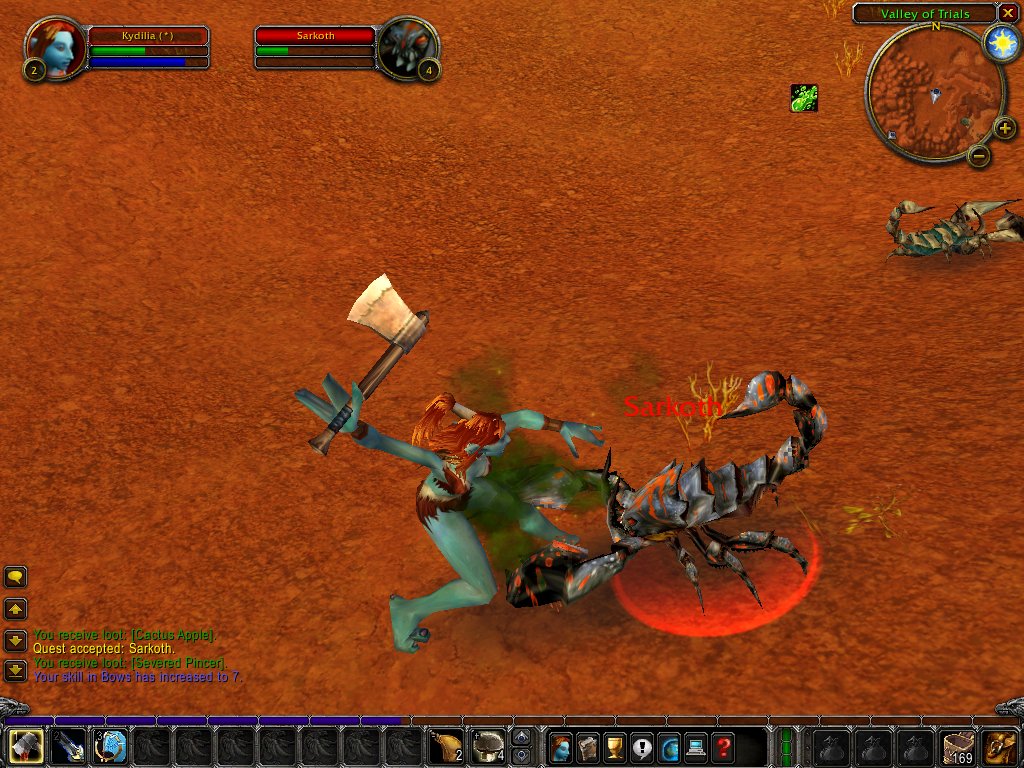 Kydilia (*)
2
Sarkoth
4
Valley of Trials
N
Sarkoth
You receive loot: [Cactus Apple]
Quest accepted: Sarkoth.
You receive loot: [Severed Pincer].
Your skill in Bows has increased to 7.
3
2
4
?
169